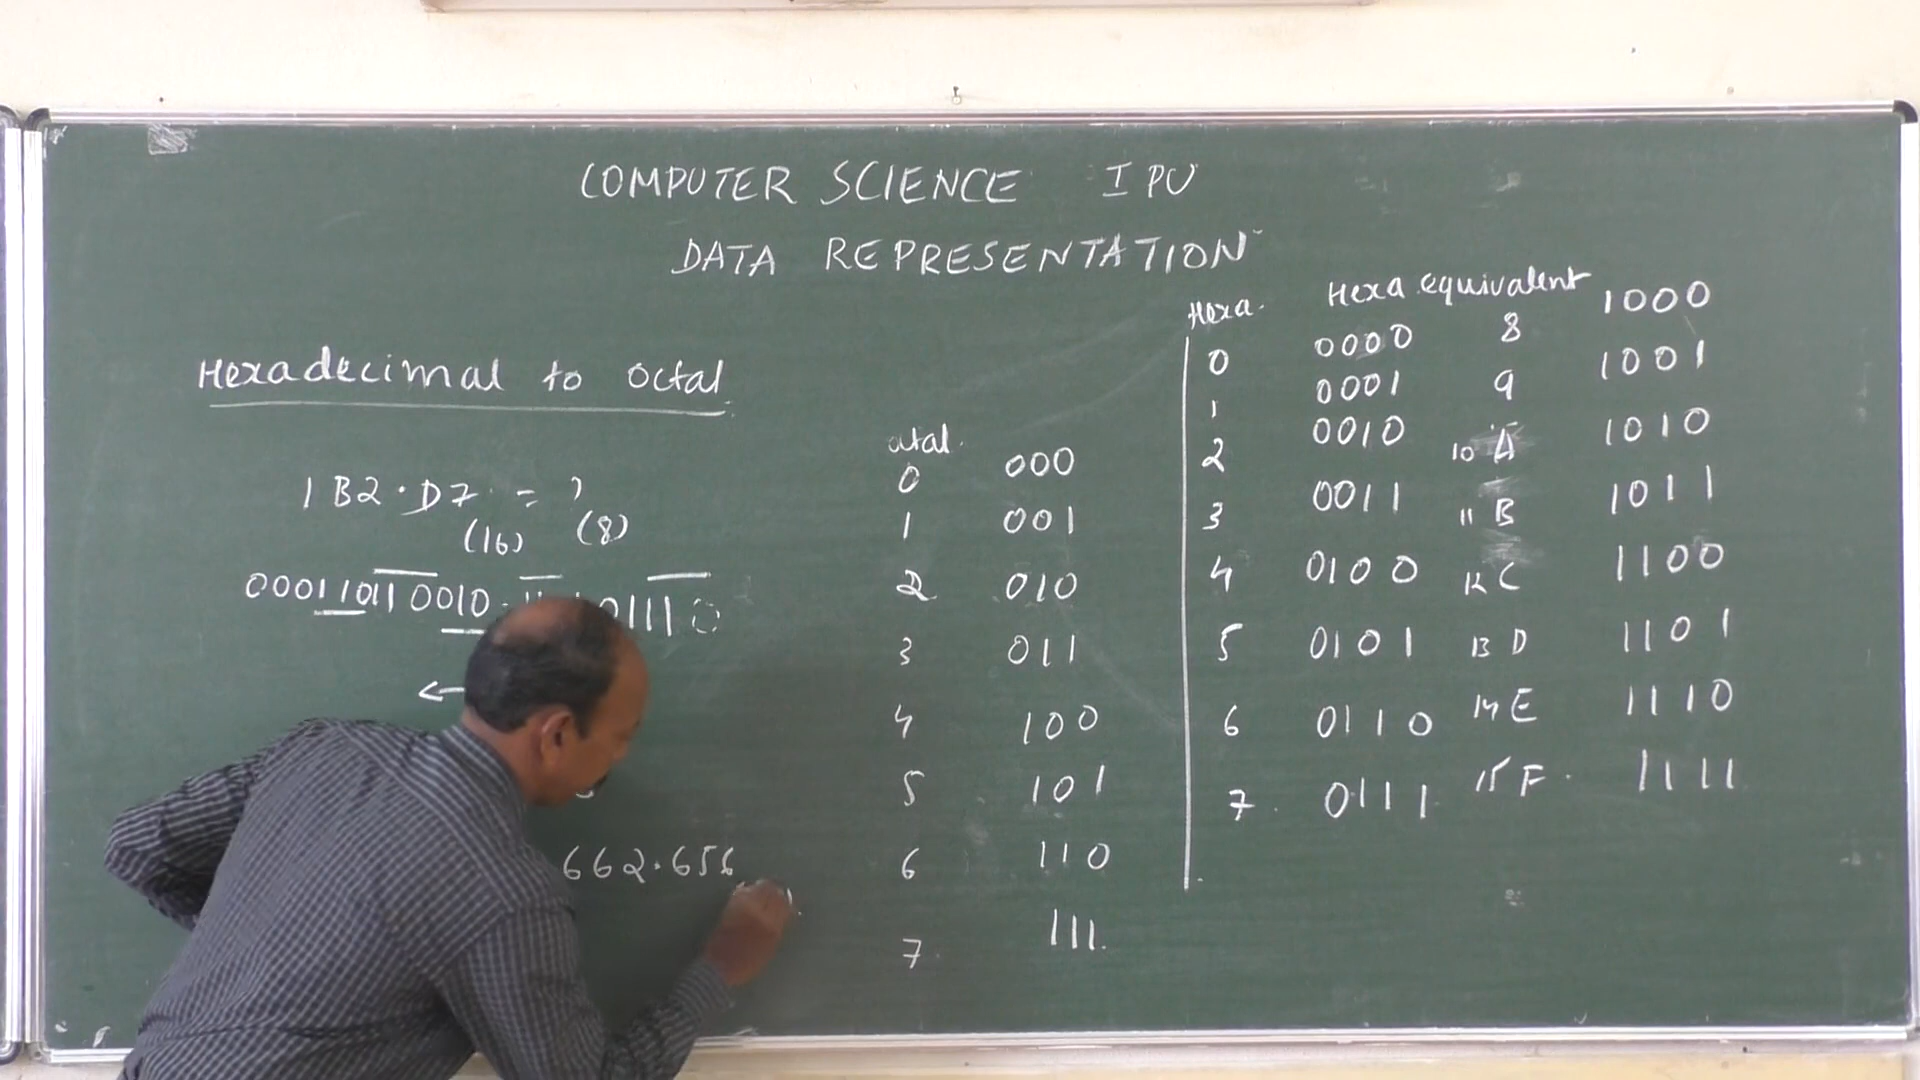 COMPUTER SCIENCE I PU
DATA REPRESENTATION
Hexadecimal to octal
1B2.D7 = ?
(16) (8)
000110110010.
01110
←
662.656
octal
0 000
1 001
2 010
3 011
4 100
5 101
6 110
7 111
Hexa. Hexa equivalent
0 0000 8 1000
1 0001 9 1001
2 0010 10 A 1010
3 0011 11 B 1011
4 0100 12 C 1100
5 0101 13 D 1101
6 0110 14 E 1110
7 0111 15 F 1111